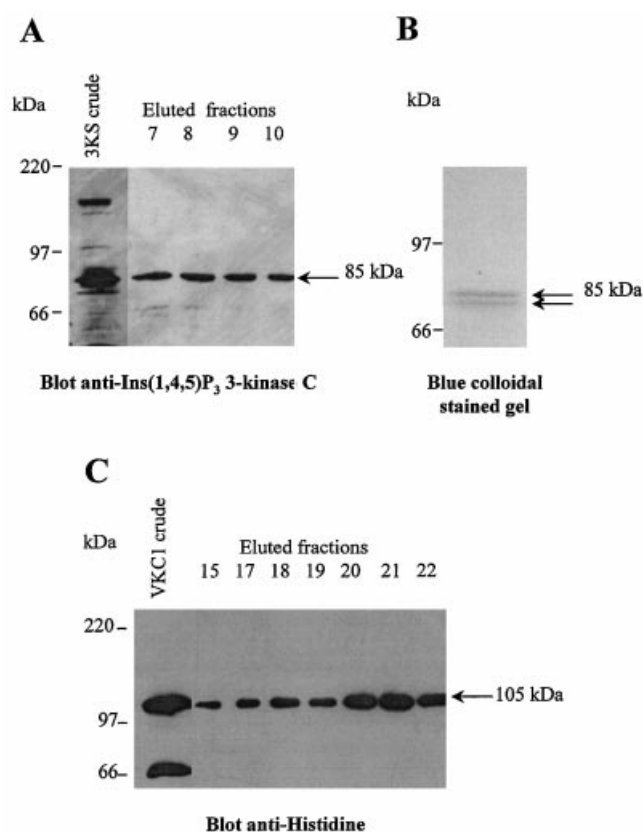 A
kDa
3KS crude
Eluted fractions
7 8 9 10
220
97
66
85 kDa
Blot anti-Ins(1,4,5)P₃ 3-kinase C
B
kDa
97
66
85 kDa
Blue colloidal
stained gel
C
kDa
VKC1 crude
Eluted fractions
15 17 18 19 20 21 22
220
97
66
105 kDa
Blot anti-Histidine